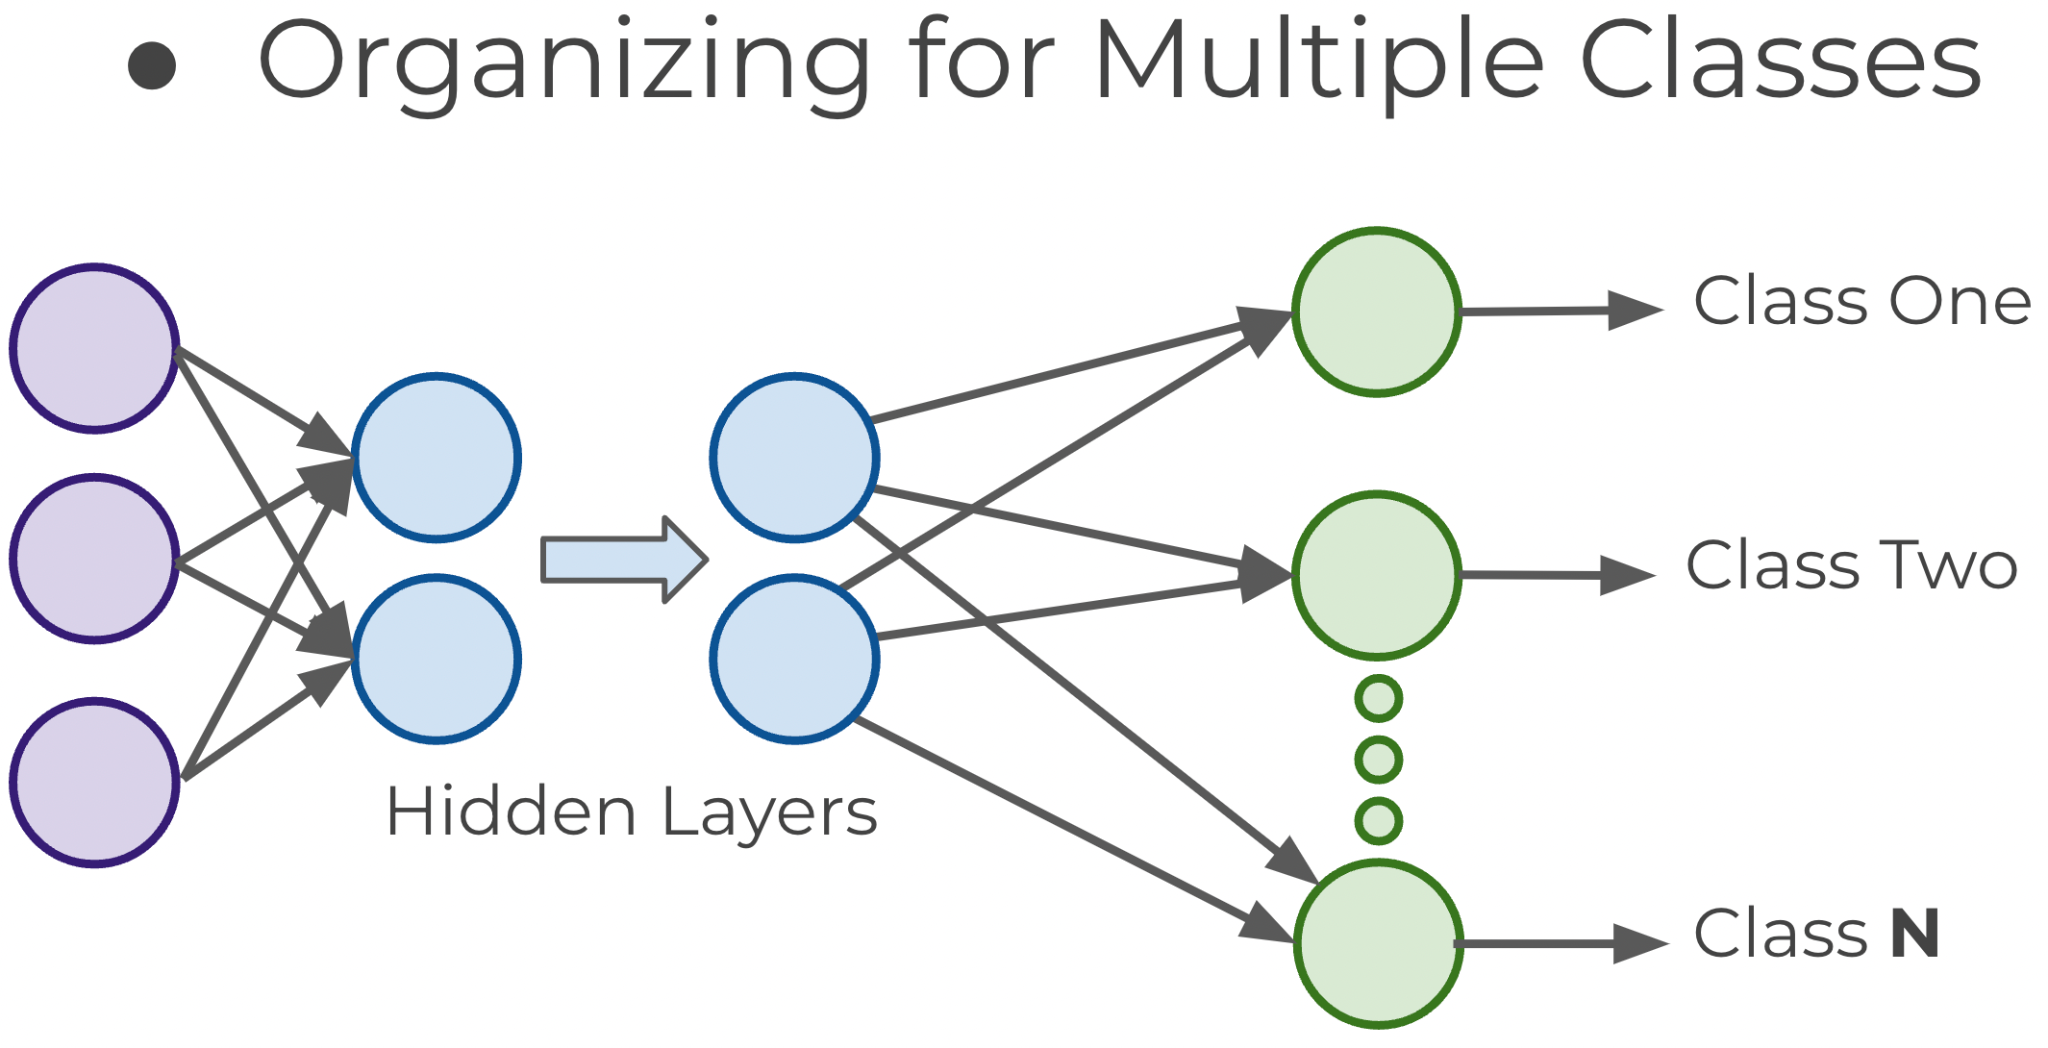 ● Organizing for Multiple Classes
Class One
Class Two
Hidden Layers
Class N